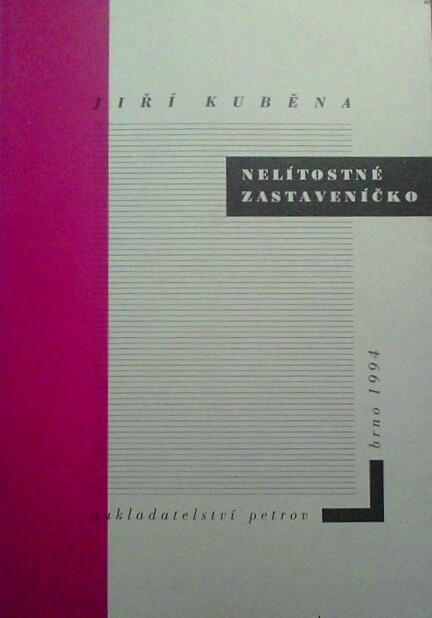 JIŘÍ KUBĚNA
NELÍTOSTNÉ
ZASTAVENÍČKO
brno 1994
nakladatelství petrov